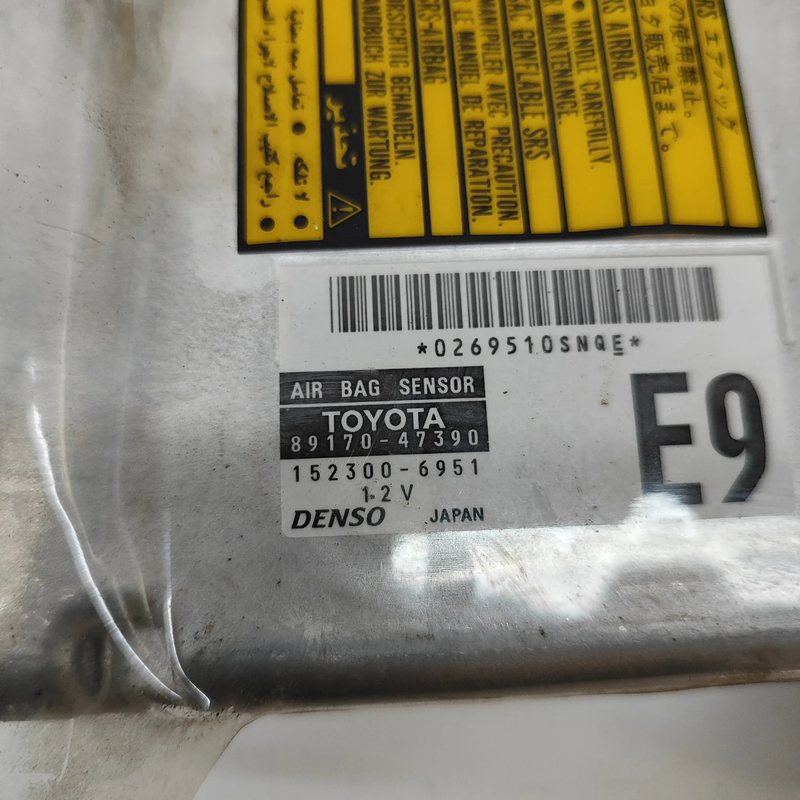 SRS エアバッグ
の使用禁止。
タ販売店まで。
SRS AIRBAG
• HANDLE CAREFULLY.
MAINTENANCE.
GONFLABLE SRS
MANIPULER AVEC PRECAUTION.
LE MANUEL DE REPARATION.
SRS-AIRBAG
VORSICHTIG BEHANDELN.
HANDBUCH ZUR WARTUNG.
تحذير
*0269510SNQE*
AIR BAG SENSOR
TOYOTA
89170-47390
152300-6951
12V
DENSO JAPAN
E9